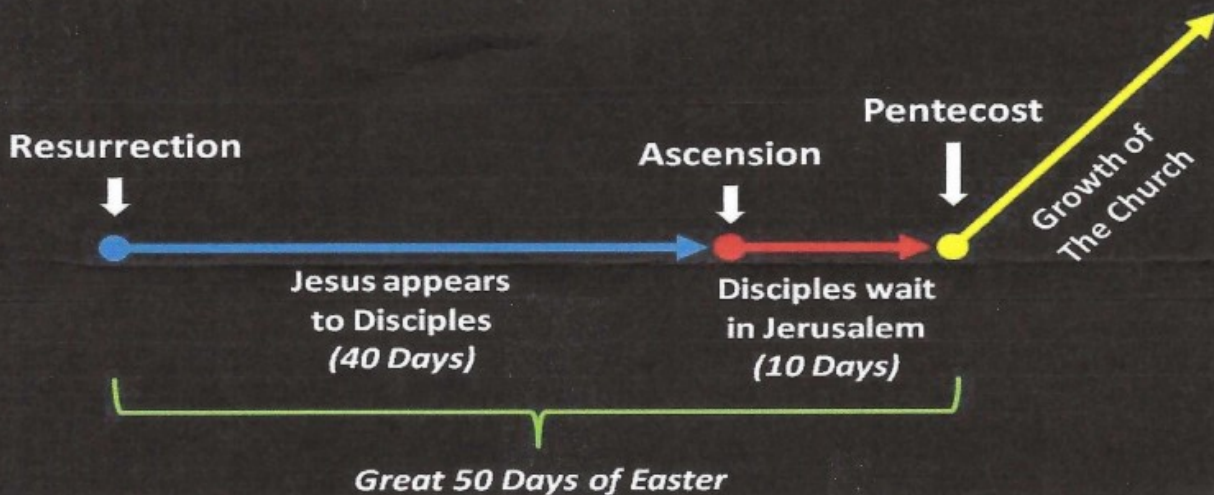 Resurrection
Ascension
Pentecost
Growth of
The Church
Jesus appears
to Disciples
(40 Days)
Disciples wait
in Jerusalem
(10 Days)
Great 50 Days of Easter